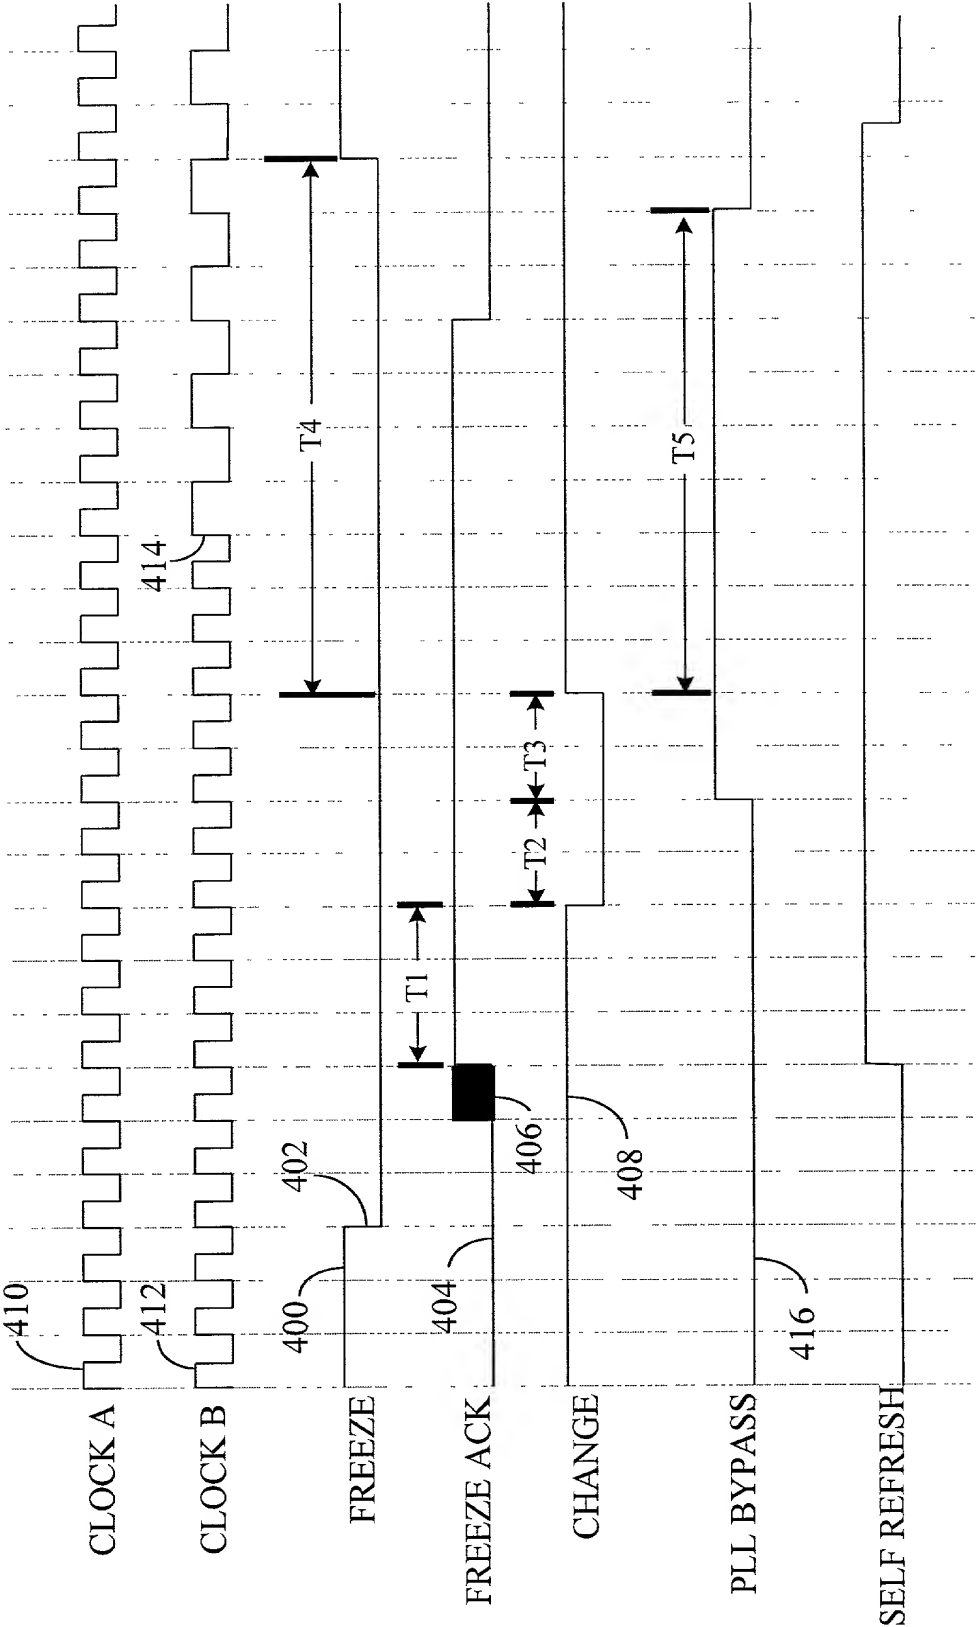 410
CLOCK A
412
414
CLOCK B
400
402
T4
FREEZE
T1
404
406
FREEZE ACK
T2
T3
408
CHANGE
T5
416
PLL BYPASS
SELF REFRESH